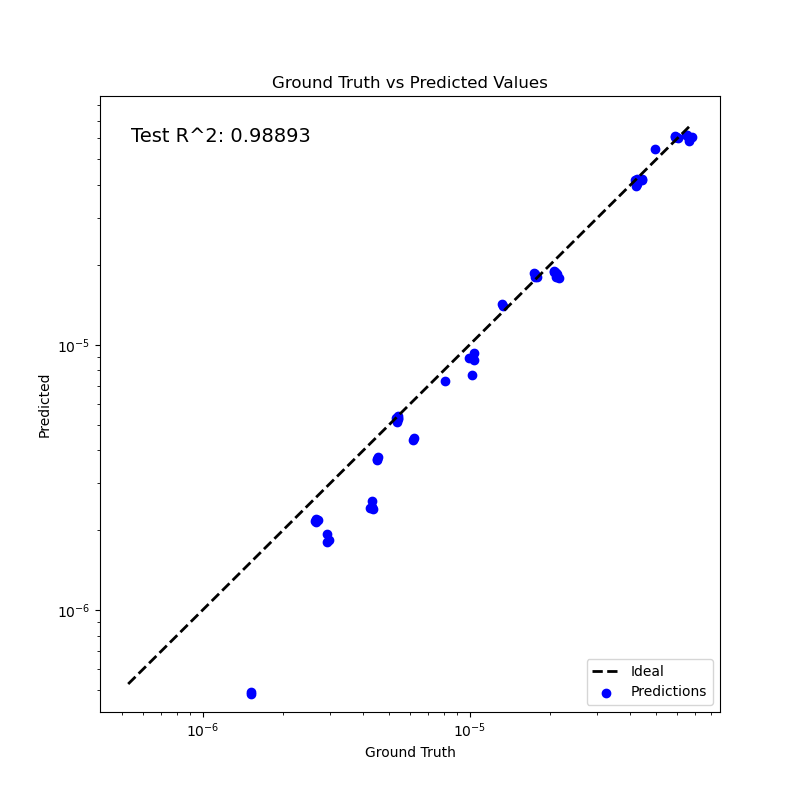 Ground Truth vs Predicted Values
Test R^2: 0.98893
10⁻⁵
10⁻⁶
Predicted
10⁻⁶
10⁻⁵
Ground Truth
Ideal
Predictions